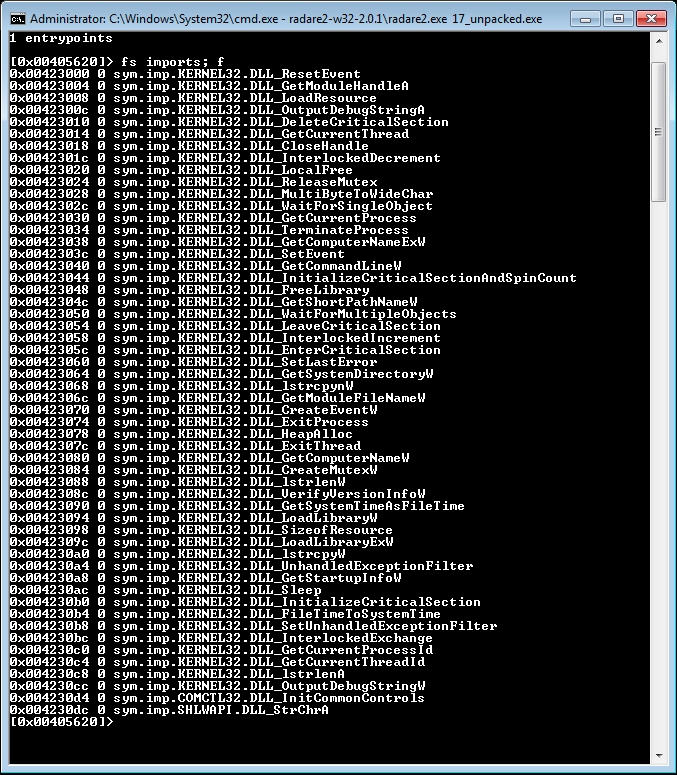 Administrator: C:\Windows\System32\cmd.exe - radare2-w32-2.0.1\radare2.exe 17_unpacked.exe
1 entrypoints
[0x00405620]> fs imports; f
0x00423000 0 sym.imp.KERNEL32.DLL_ResetEvent
0x00423004 0 sym.imp.KERNEL32.DLL_GetModuleHandleA
0x00423008 0 sym.imp.KERNEL32.DLL_LoadResource
0x0042300c 0 sym.imp.KERNEL32.DLL_OutputDebugStringA
0x00423010 0 sym.imp.KERNEL32.DLL_DeleteCriticalSection
0x00423014 0 sym.imp.KERNEL32.DLL_GetCurrentThread
0x00423018 0 sym.imp.KERNEL32.DLL_CloseHandle
0x0042301c 0 sym.imp.KERNEL32.DLL_InterlockedDecrement
0x00423020 0 sym.imp.KERNEL32.DLL_LocalFree
0x00423024 0 sym.imp.KERNEL32.DLL_ReleaseMutex
0x00423028 0 sym.imp.KERNEL32.DLL_MultiByteToWideChar
0x0042302c 0 sym.imp.KERNEL32.DLL_WaitForSingleObject
0x00423030 0 sym.imp.KERNEL32.DLL_GetCurrentProcess
0x00423034 0 sym.imp.KERNEL32.DLL_TerminateProcess
0x00423038 0 sym.imp.KERNEL32.DLL_GetComputerNameExW
0x0042303c 0 sym.imp.KERNEL32.DLL_SetEvent
0x00423040 0 sym.imp.KERNEL32.DLL_GetCommandLineW
0x00423044 0 sym.imp.KERNEL32.DLL_InitializeCriticalSectionAndSpinCount
0x00423048 0 sym.imp.KERNEL32.DLL_FreeLibrary
0x0042304c 0 sym.imp.KERNEL32.DLL_GetShortPathNameW
0x00423050 0 sym.imp.KERNEL32.DLL_WaitForMultipleObjects
0x00423054 0 sym.imp.KERNEL32.DLL_LeaveCriticalSection
0x00423058 0 sym.imp.KERNEL32.DLL_InterlockedIncrement
0x0042305c 0 sym.imp.KERNEL32.DLL_EnterCriticalSection
0x00423060 0 sym.imp.KERNEL32.DLL_SetLastError
0x00423064 0 sym.imp.KERNEL32.DLL_GetSystemDirectoryW
0x00423068 0 sym.imp.KERNEL32.DLL_lstrcpynW
0x0042306c 0 sym.imp.KERNEL32.DLL_GetModuleFileNameW
0x00423070 0 sym.imp.KERNEL32.DLL_CreateEventW
0x00423074 0 sym.imp.KERNEL32.DLL_ExitProcess
0x00423078 0 sym.imp.KERNEL32.DLL_HeapAlloc
0x0042307c 0 sym.imp.KERNEL32.DLL_ExitThread
0x00423080 0 sym.imp.KERNEL32.DLL_GetComputerNameW
0x00423084 0 sym.imp.KERNEL32.DLL_CreateMutexW
0x00423088 0 sym.imp.KERNEL32.DLL_lstrlenW
0x0042308c 0 sym.imp.KERNEL32.DLL_VerifyVersionInfoW
0x00423090 0 sym.imp.KERNEL32.DLL_GetSystemTimeAsFileTime
0x00423094 0 sym.imp.KERNEL32.DLL_LoadLibraryW
0x00423098 0 sym.imp.KERNEL32.DLL_SizeofResource
0x0042309c 0 sym.imp.KERNEL32.DLL_LoadLibraryExW
0x004230a0 0 sym.imp.KERNEL32.DLL_lstrcpyW
0x004230a4 0 sym.imp.KERNEL32.DLL_UnhandledExceptionFilter
0x004230a8 0 sym.imp.KERNEL32.DLL_GetStartupInfoW
0x004230ac 0 sym.imp.KERNEL32.DLL_Sleep
0x004230b0 0 sym.imp.KERNEL32.DLL_InitializeCriticalSection
0x004230b4 0 sym.imp.KERNEL32.DLL_FileTimeToSystemTime
0x004230b8 0 sym.imp.KERNEL32.DLL_SetUnhandledExceptionFilter
0x004230bc 0 sym.imp.KERNEL32.DLL_InterlockedExchange
0x004230c0 0 sym.imp.KERNEL32.DLL_GetCurrentProcessId
0x004230c4 0 sym.imp.KERNEL32.DLL_GetCurrentThreadId
0x004230c8 0 sym.imp.KERNEL32.DLL_lstrlenA
0x004230cc 0 sym.imp.KERNEL32.DLL_OutputDebugStringW
0x004230d4 0 sym.imp.COMCTL32.DLL_InitCommonControls
0x004230dc 0 sym.imp.SHLWAPI.DLL_StrChrA
[0x00405620]>